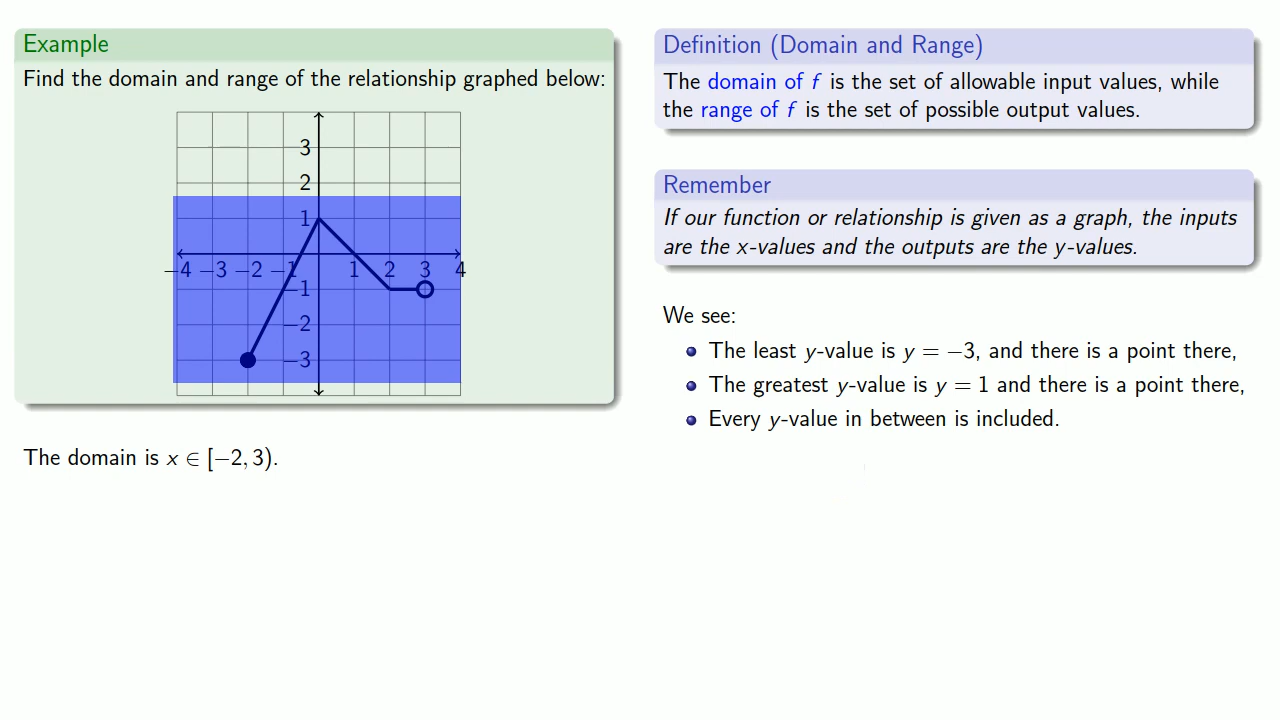 Example
Find the domain and range of the relationship graphed below:
3
2
1
−4 −3 −2 −1 1 2 3 4
−1
−2
−3
The domain is x ∈ [−2, 3).
Definition (Domain and Range)
The domain of f is the set of allowable input values, while
the range of f is the set of possible output values.
Remember
If our function or relationship is given as a graph, the inputs
are the x-values and the outputs are the y-values.
We see:
The least y-value is y = −3, and there is a point there,
The greatest y-value is y = 1 and there is a point there,
Every y-value in between is included.